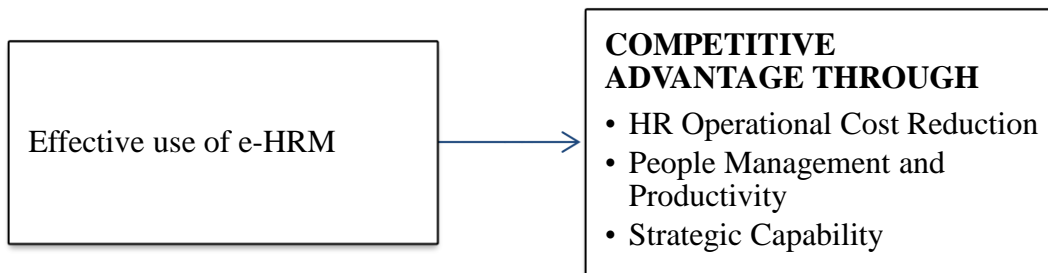 Effective use of e-HRM
COMPETITIVE
ADVANTAGE THROUGH
• HR Operational Cost Reduction
• People Management and
Productivity
• Strategic Capability